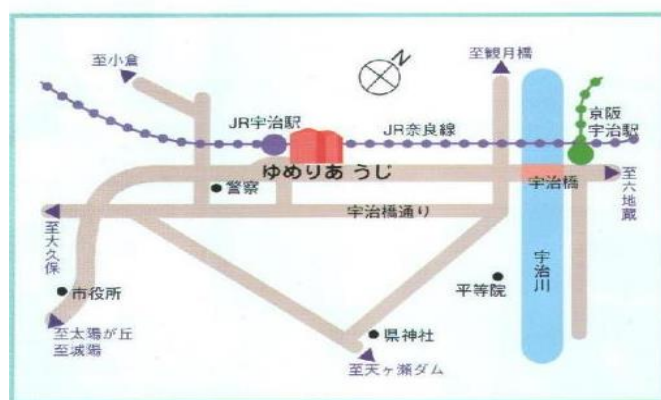 至小倉
N
至観月橋
JR宇治駅
JR奈良線
京阪
宇治駅
ゆめりあ うじ
警察
宇治橋
至六地蔵
宇治橋通り
至大久保
市役所
平等院
宇治川
県神社
至太陽が丘
至城陽
至天ヶ瀬ダム